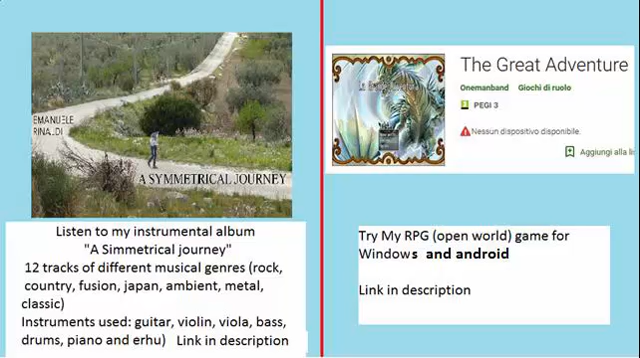 EMANUELE
RINALDI
A SYMMETRICAL JOURNEY
Listen to my instrumental album
"A Simmetrical journey"
12 tracks of different musical genres (rock,
country, fusion, japan, ambient, metal,
classic)
Instruments used: guitar, violin, viola, bass,
drums, piano and erhu) Link in description
The Great Adventure
Onemanband Giochi di ruolo
PEGI 3
Nessun dispositivo disponibile.
Aggiungi alla lis
Try My RPG (open world) game for
Windows and android
Link in description